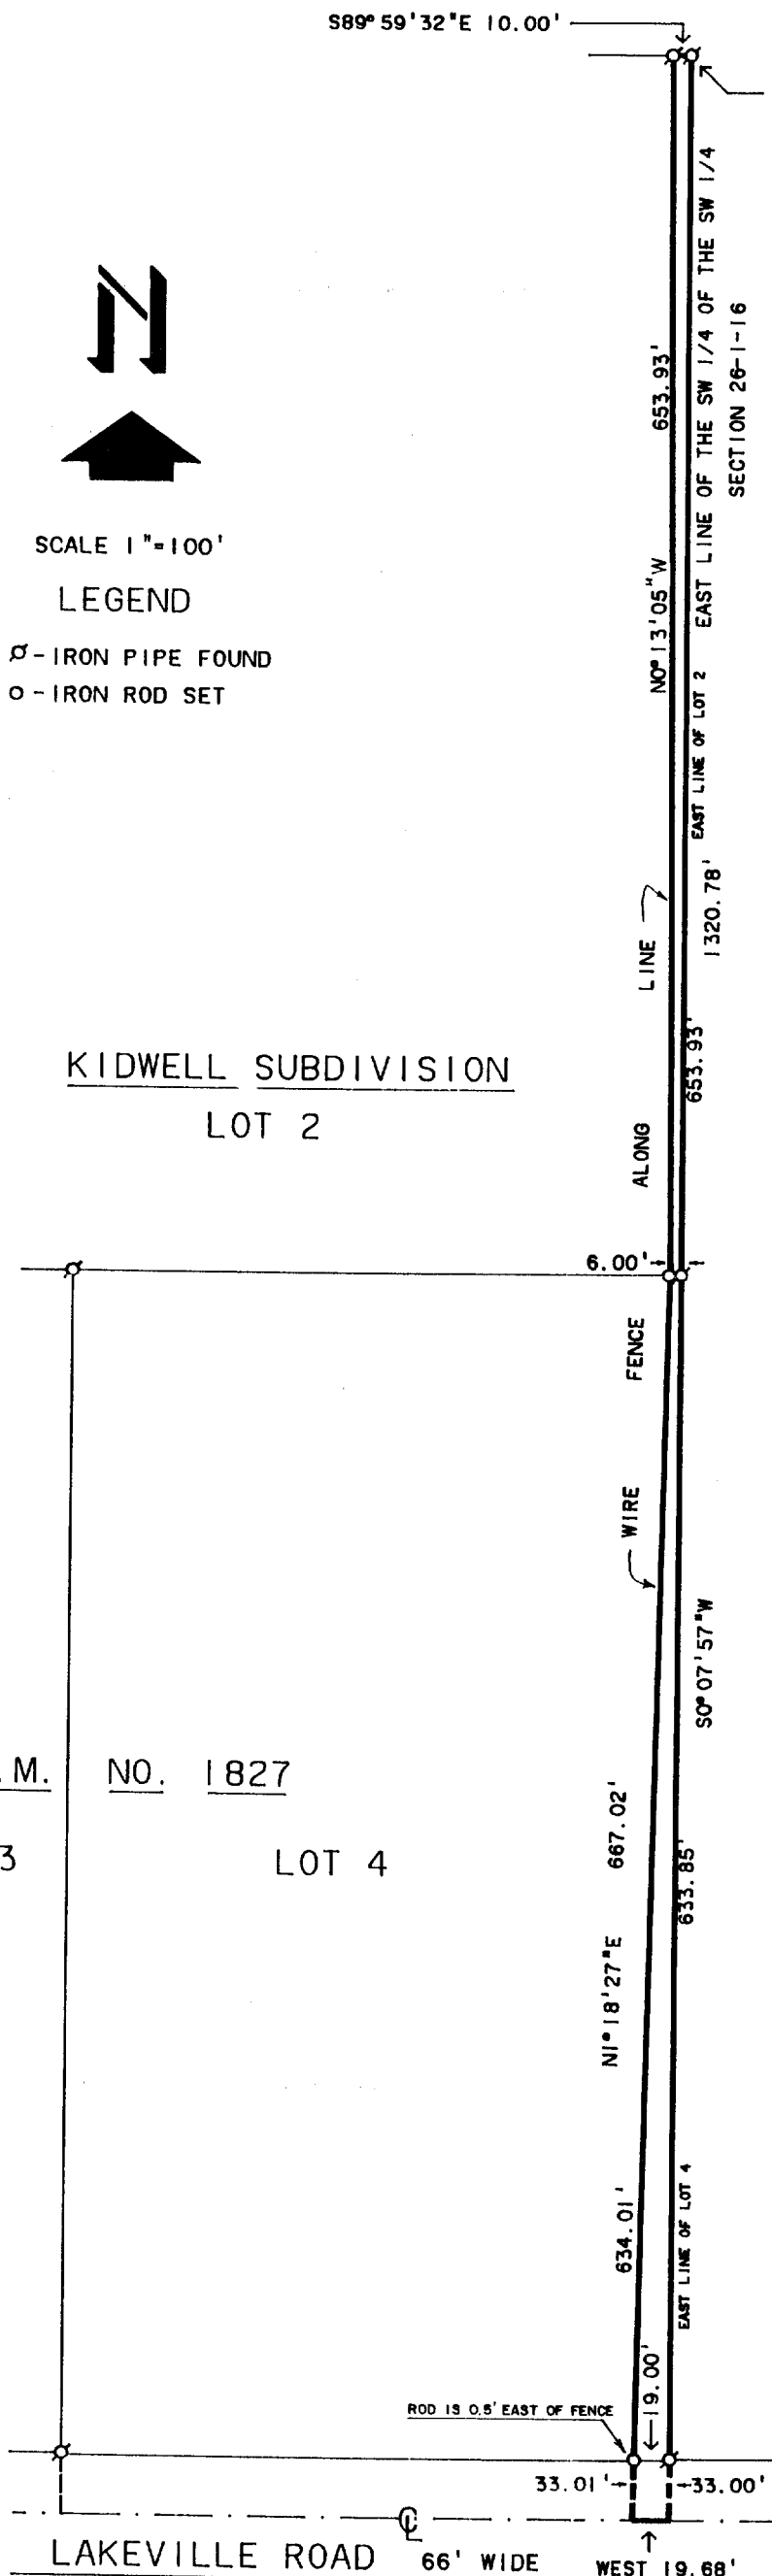 S89°59'32"E 10.00'
N
SCALE 1"=100'
LEGEND
Ø-IRON PIPE FOUND
O-IRON ROD SET
653.93'
N0°13'05"W
EAST LINE OF THE SW 1/4 OF THE SW 1/4
SECTION 26-1-16
EAST LINE OF LOT 2
1320.78'
LINE
653.93'
KIDWELL SUBDIVISION
LOT 2
ALONG
6.00'
FENCE
WIRE
S0°07'57"W
.M. NO. 1827
3
LOT 4
667.02'
633.85'
N1°18'27"E
634.01'
EAST LINE OF LOT 4
19.00'
ROD IS 0.5' EAST OF FENCE
33.01'
33.00'
CL
LAKEVILLE ROAD 66' WIDE
WEST 19.68'